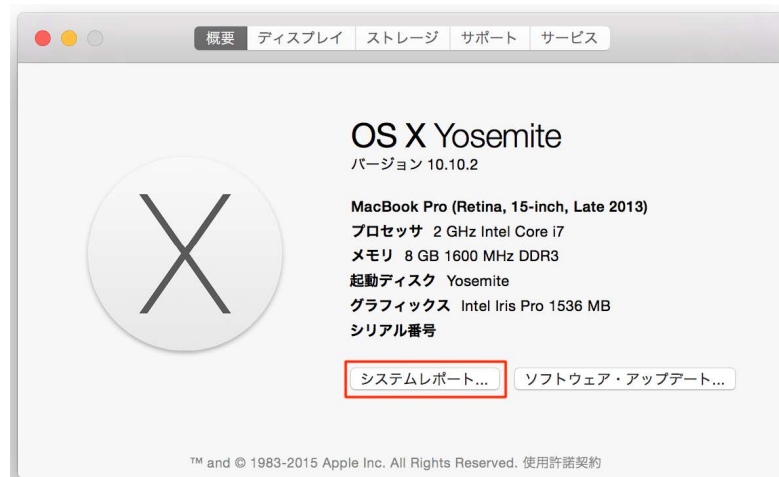 概要 ディスプレイ ストレージ サポート サービス
OS X Yosemite
バージョン 10.10.2
MacBook Pro (Retina, 15-inch, Late 2013)
プロセッサ 2 GHz Intel Core i7
メモリ 8 GB 1600 MHz DDR3
起動ディスク Yosemite
グラフィックス Intel Iris Pro 1536 MB
シリアル番号
システムレポート... ソフトウェア・アップデート...
™ and © 1983-2015 Apple Inc. All Rights Reserved. 使用許諾契約